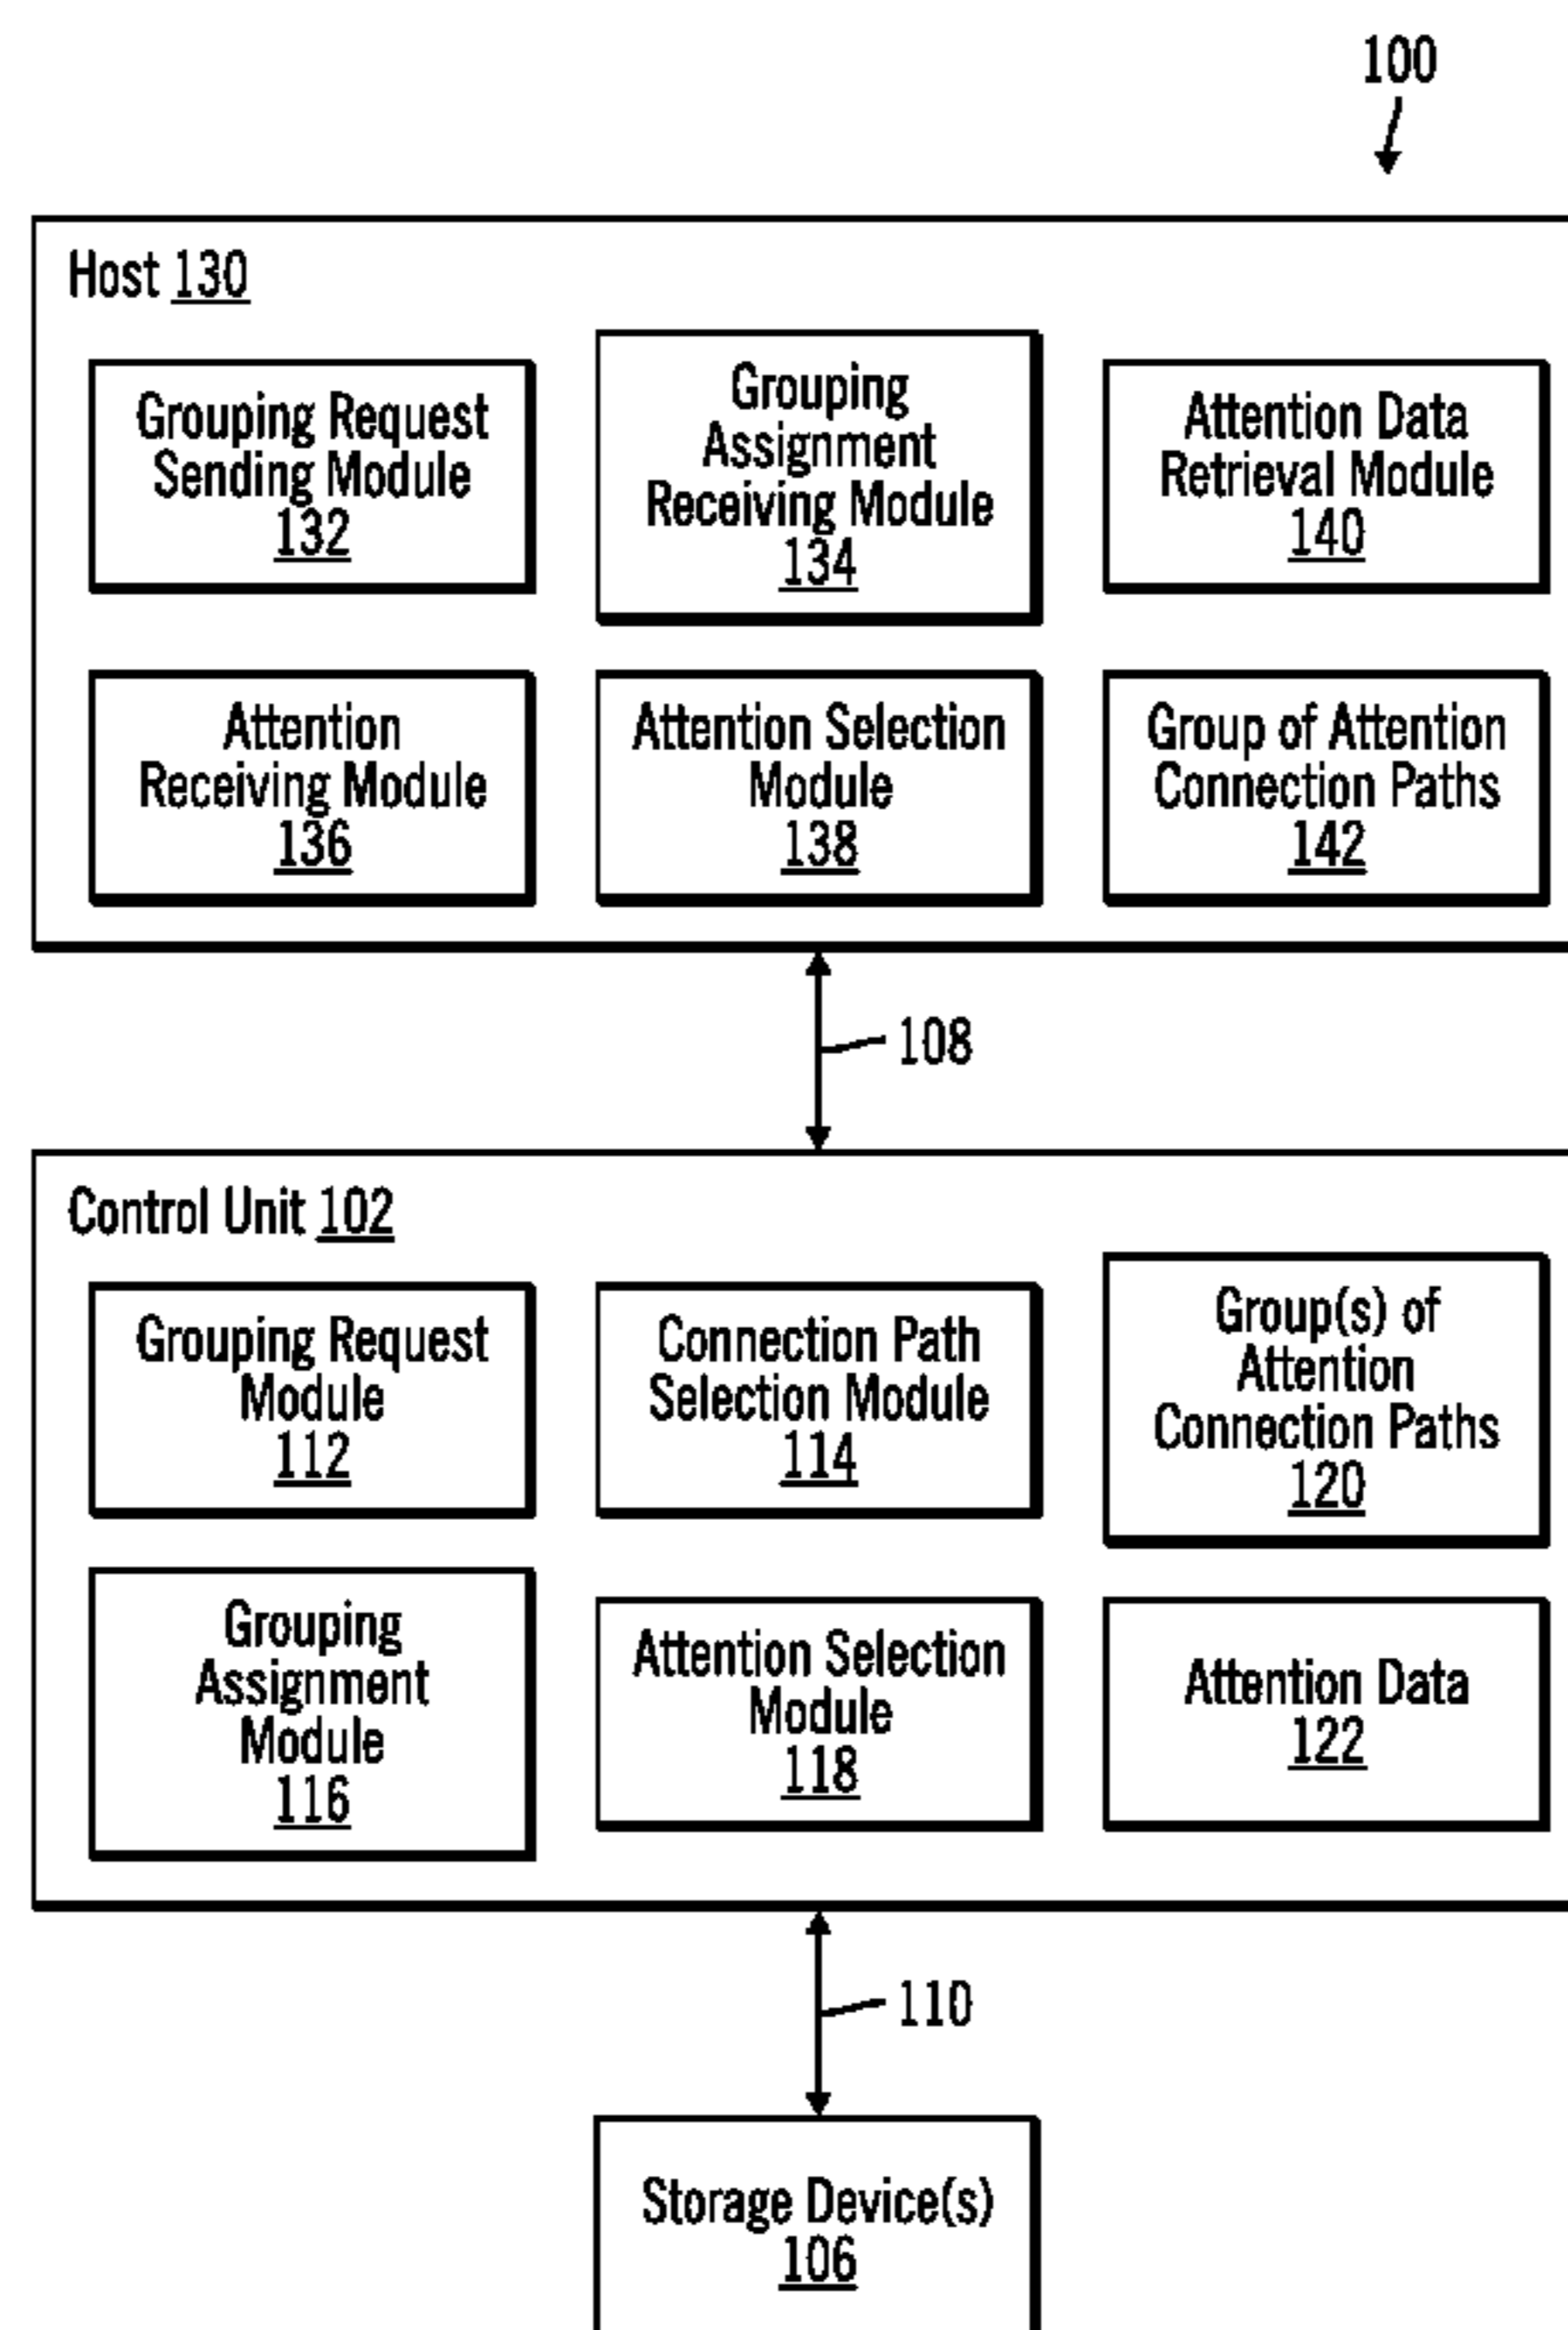 100
Host 130
Grouping Request
Sending Module
132
Grouping
Assignment
Receiving Module
134
Attention Data
Retrieval Module
140
Attention
Receiving Module
136
Attention Selection
Module
138
Group of Attention
Connection Paths
142
108
Control Unit 102
Grouping Request
Module
112
Connection Path
Selection Module
114
Group(s) of
Attention
Connection Paths
120
Grouping
Assignment
Module
116
Attention Selection
Module
118
Attention Data
122
110
Storage Device(s)
106